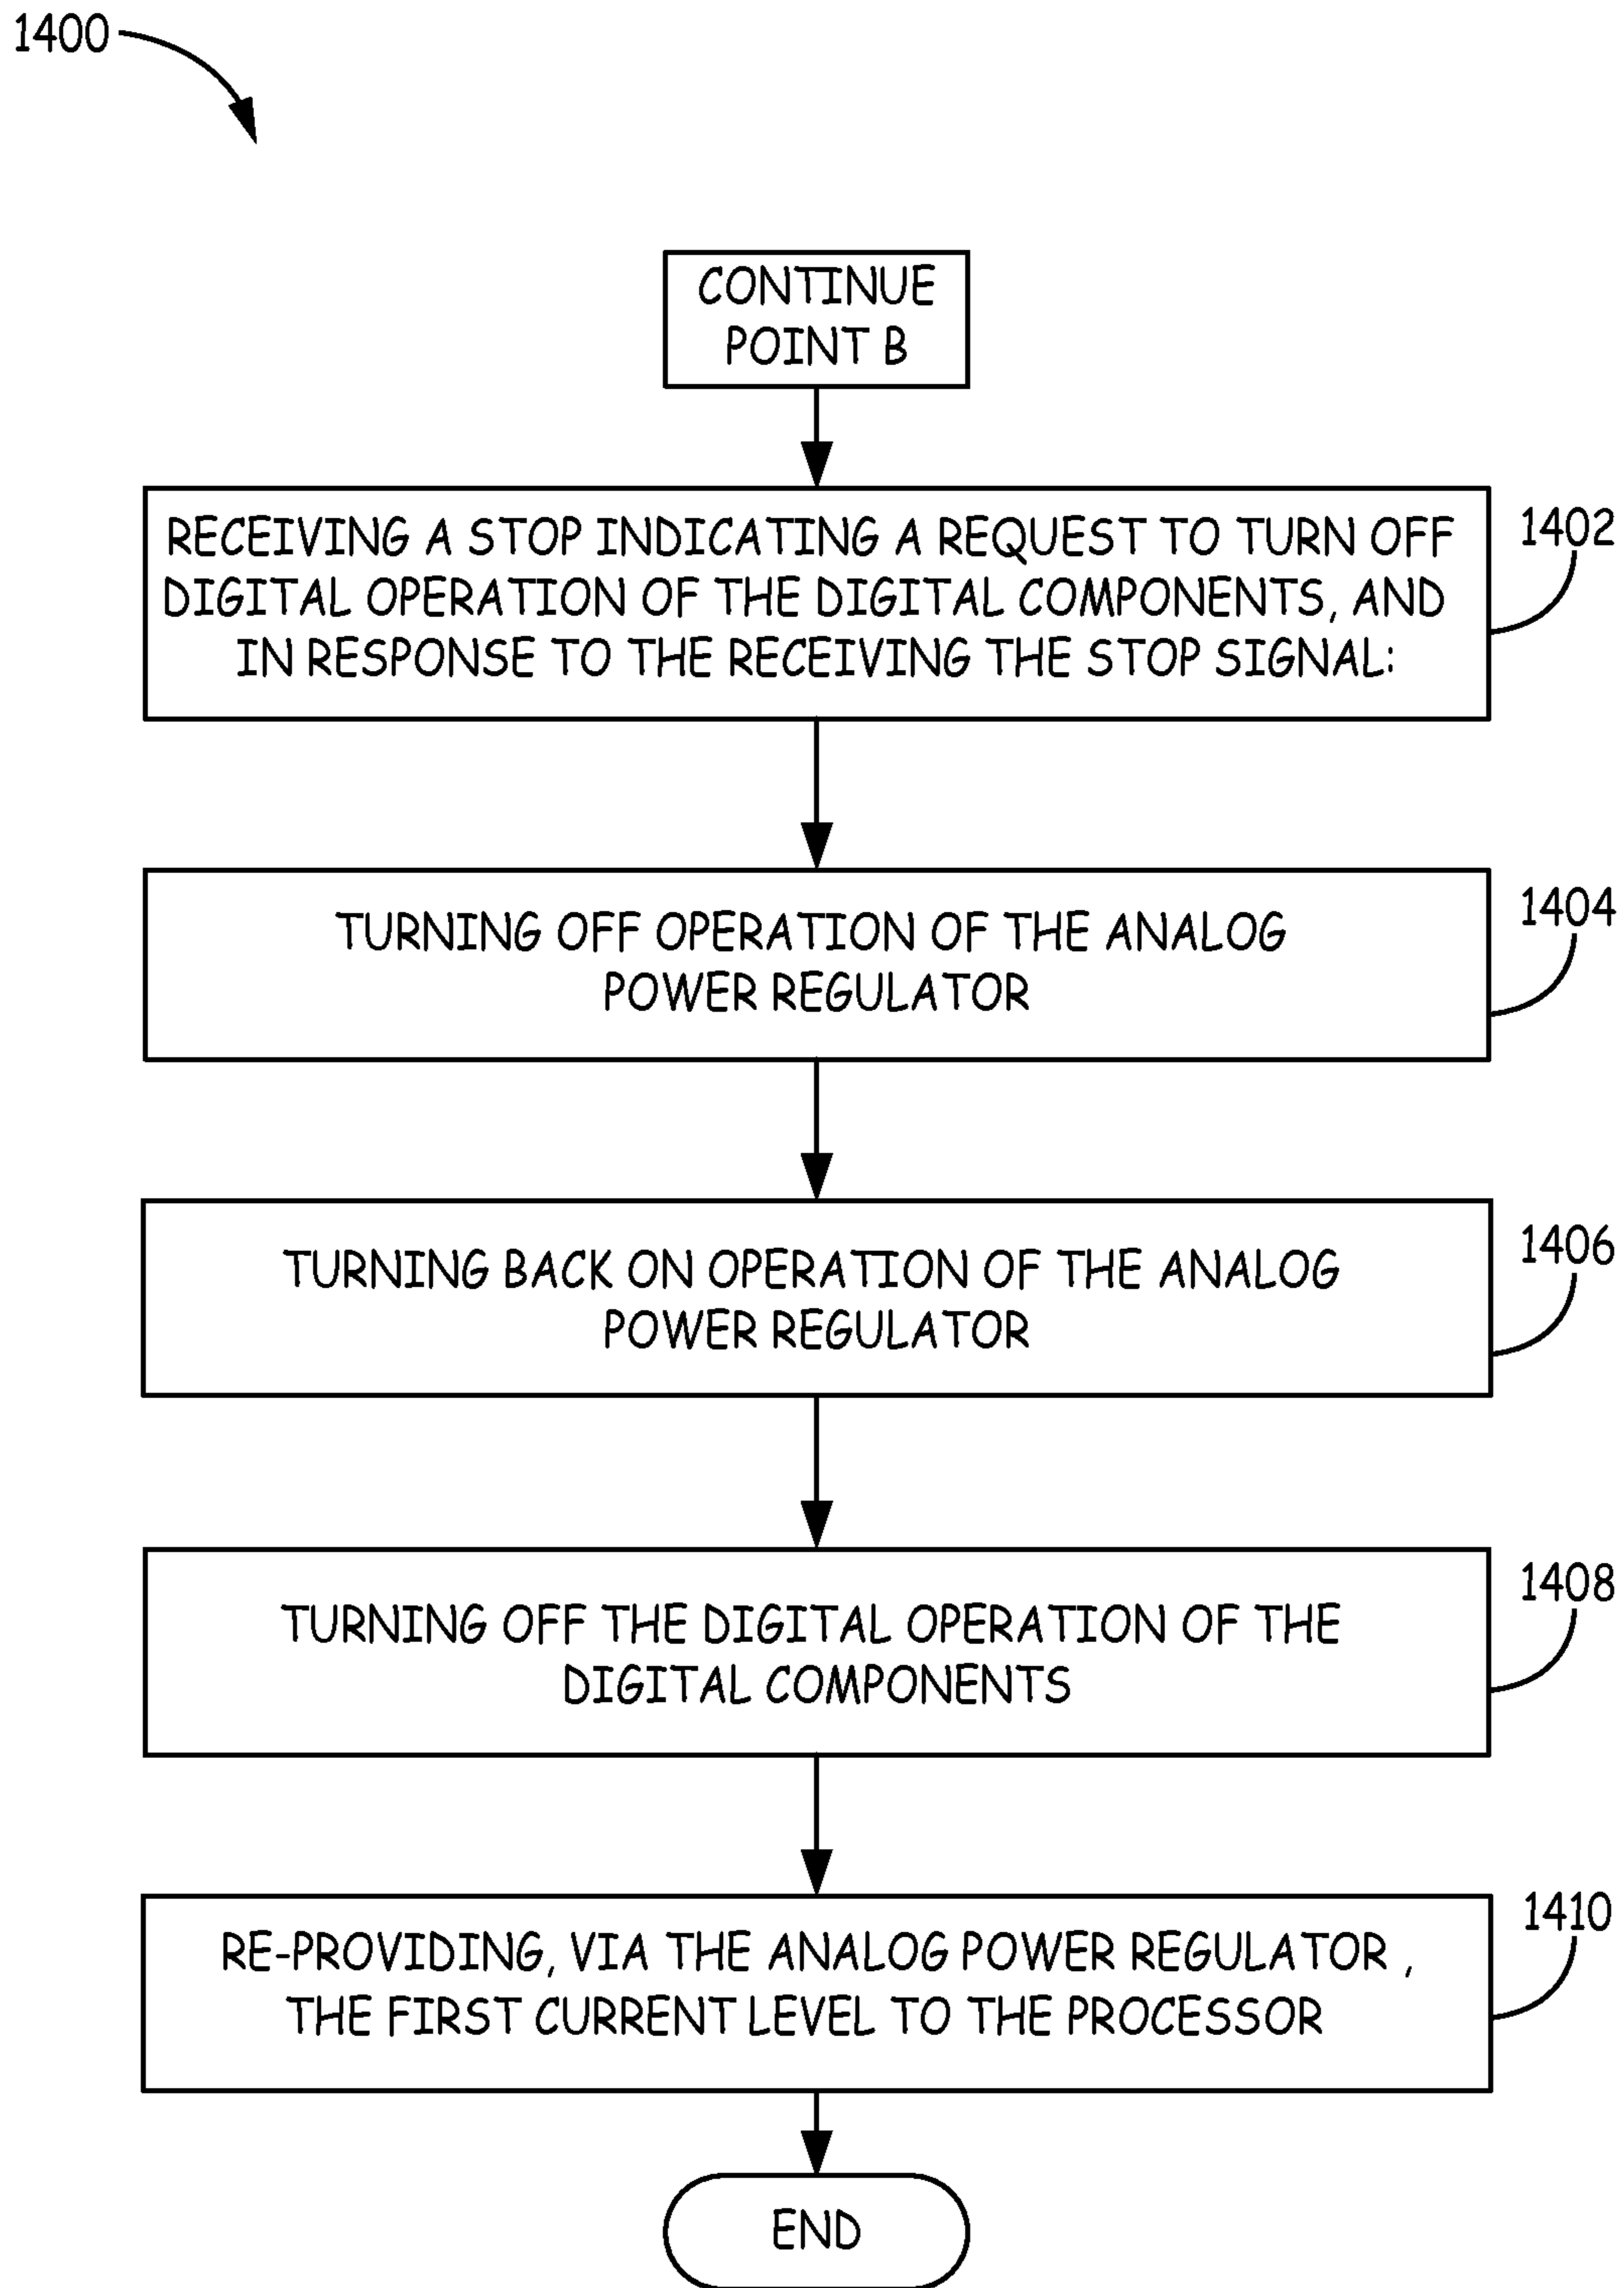 1400
CONTINUE
POINT B
RECEIVING A STOP INDICATING A REQUEST TO TURN OFF
DIGITAL OPERATION OF THE DIGITAL COMPONENTS, AND
IN RESPONSE TO THE RECEIVING THE STOP SIGNAL:
1402
TURNING OFF OPERATION OF THE ANALOG
POWER REGULATOR
1404
TURNING BACK ON OPERATION OF THE ANALOG
POWER REGULATOR
1406
TURNING OFF THE DIGITAL OPERATION OF THE
DIGITAL COMPONENTS
1408
RE-PROVIDING, VIA THE ANALOG POWER REGULATOR ,
THE FIRST CURRENT LEVEL TO THE PROCESSOR
1410
END